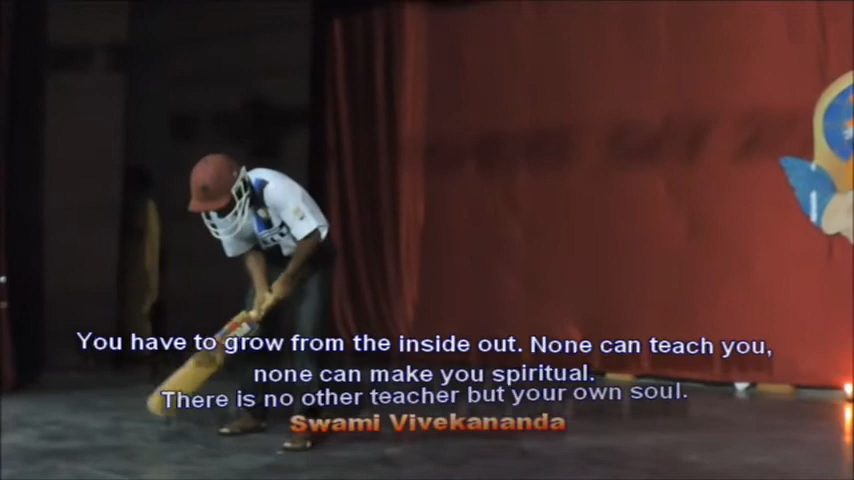 You have to grow from the inside out. None can teach you,
none can make you spiritual.
There is no other teacher but your own soul.
Swami Vivekananda